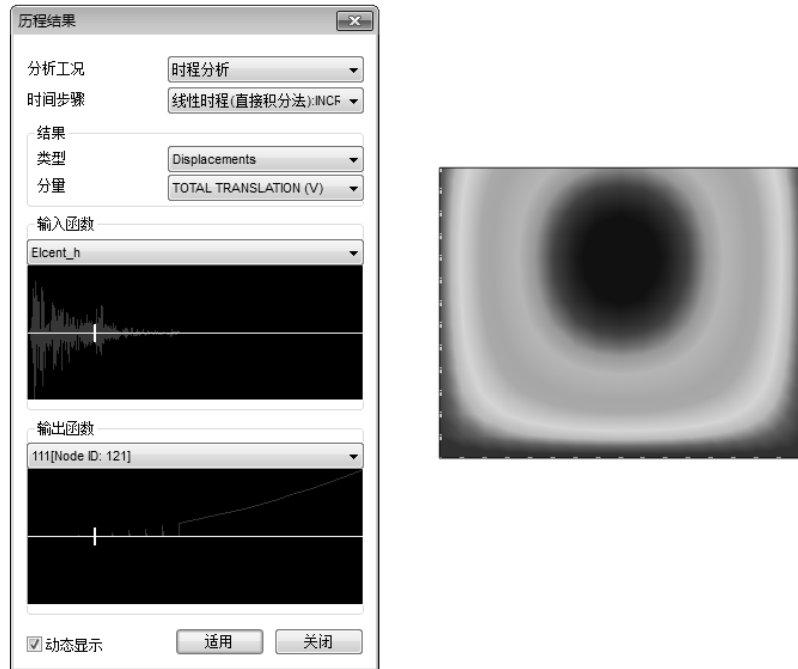 历程结果
分析工况 时程分析
时间步骤 线性时程(直接积分法):INCR
结果
类型 Displacements
分量 TOTAL TRANSLATION (V)
输入函数
Elcent_h
输出函数
111[Node ID: 121]
动态显示 适用 关闭